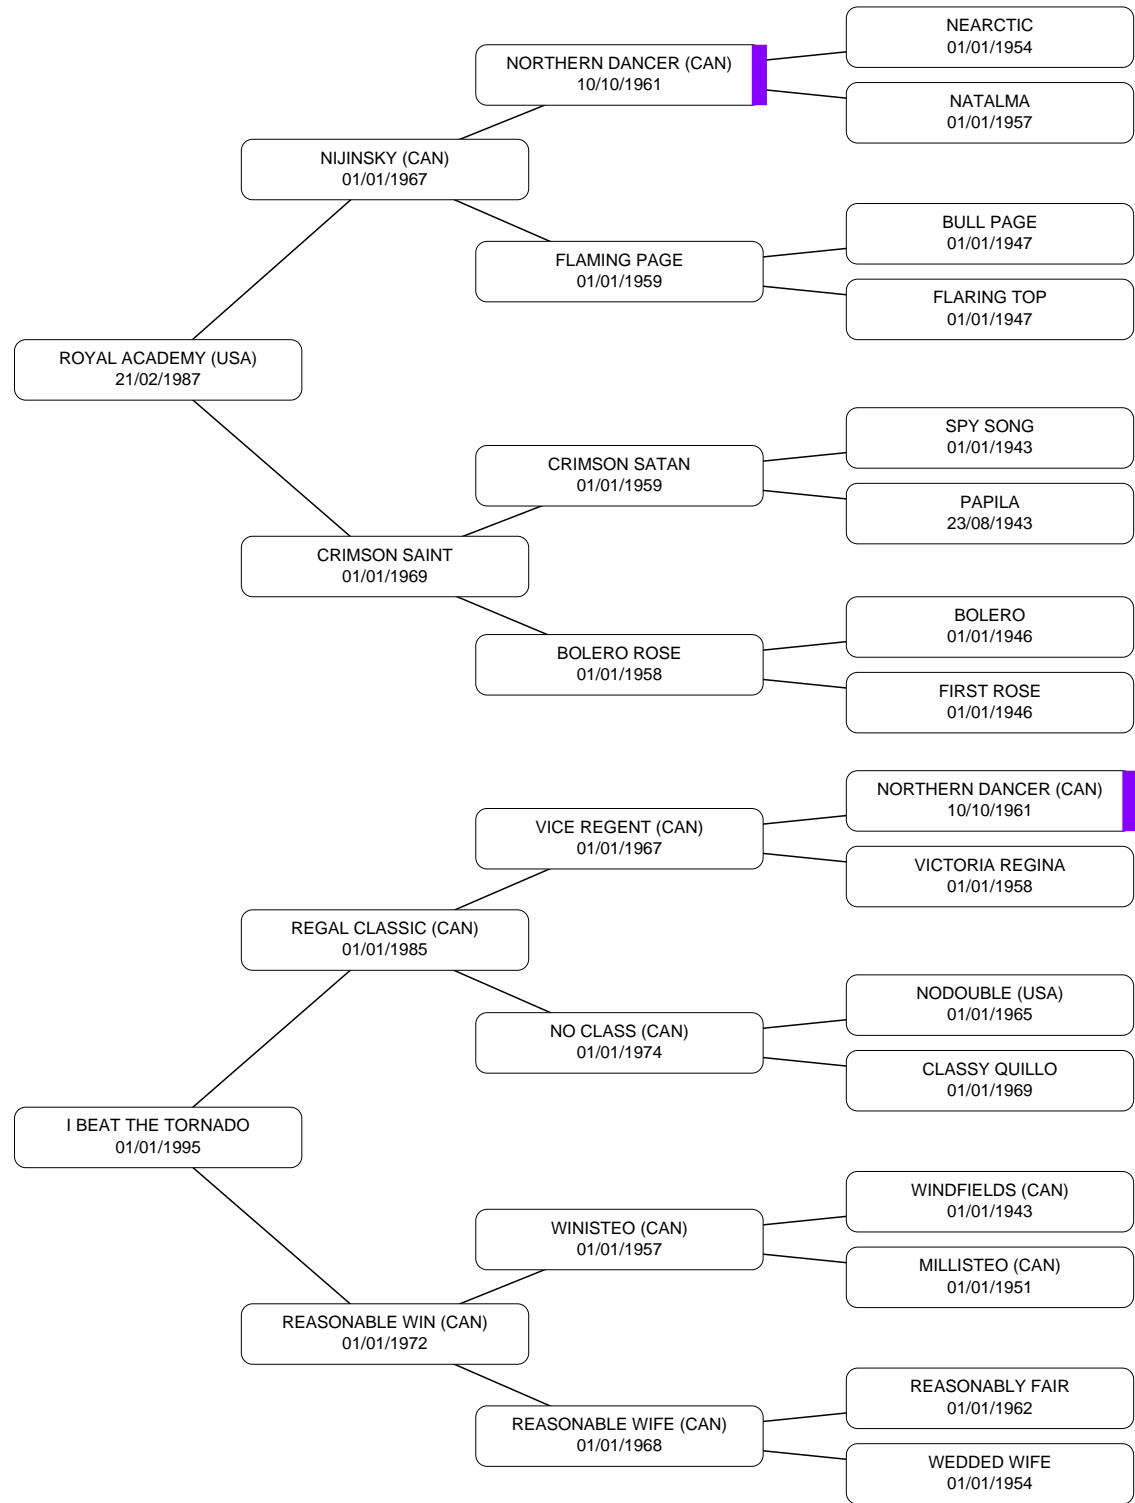 NEARCTIC
01/01/1954
NORTHERN DANCER (CAN)
10/10/1961
NATALMA
01/01/1957
NIJINSKY (CAN)
01/01/1967
BULL PAGE
01/01/1947
FLAMING PAGE
01/01/1959
FLARING TOP
01/01/1947
ROYAL ACADEMY (USA)
21/02/1987
SPY SONG
01/01/1943
CRIMSON SATAN
01/01/1959
PAPILA
23/08/1943
CRIMSON SAINT
01/01/1969
BOLERO
01/01/1946
BOLERO ROSE
01/01/1958
FIRST ROSE
01/01/1946
NORTHERN DANCER (CAN)
10/10/1961
VICE REGENT (CAN)
01/01/1967
VICTORIA REGINA
01/01/1958
REGAL CLASSIC (CAN)
01/01/1985
NODOUBLE (USA)
01/01/1965
NO CLASS (CAN)
01/01/1974
CLASSY QUILLO
01/01/1969
I BEAT THE TORNADO
01/01/1995
WINDFIELDS (CAN)
01/01/1943
WINISTEO (CAN)
01/01/1957
MILLISTEO (CAN)
01/01/1951
REASONABLE WIN (CAN)
01/01/1972
REASONABLY FAIR
01/01/1962
REASONABLE WIFE (CAN)
01/01/1968
WEDDED WIFE
01/01/1954